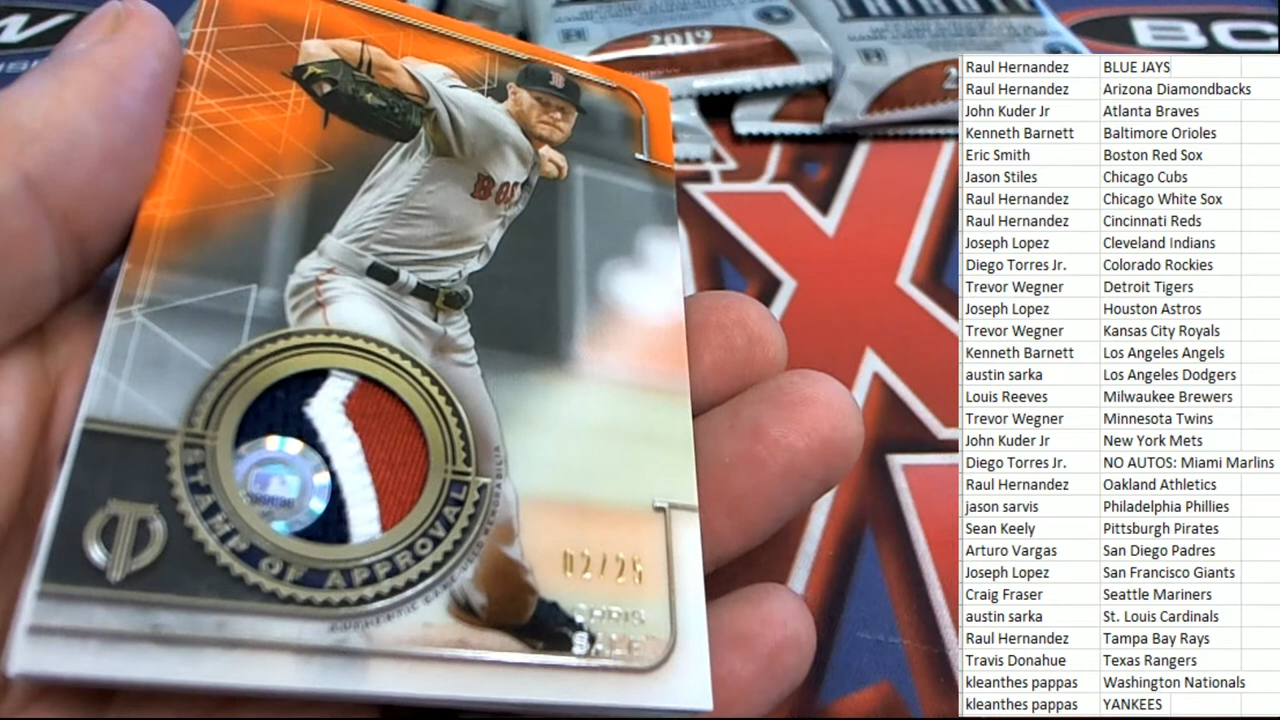 2019
BC
B
BOS
STAMP OF APPROVAL
02/25
CHRIS
SALE
Raul Hernandez BLUE JAYS
Raul Hernandez Arizona Diamondbacks
John Kuder Jr Atlanta Braves
Kenneth Barnett Baltimore Orioles
Eric Smith Boston Red Sox
Jason Stiles Chicago Cubs
Raul Hernandez Chicago White Sox
Raul Hernandez Cincinnati Reds
Joseph Lopez Cleveland Indians
Diego Torres Jr. Colorado Rockies
Trevor Wegner Detroit Tigers
Joseph Lopez Houston Astros
Trevor Wegner Kansas City Royals
Kenneth Barnett Los Angeles Angels
austin sarka Los Angeles Dodgers
Louis Reeves Milwaukee Brewers
Trevor Wegner Minnesota Twins
John Kuder Jr New York Mets
Diego Torres Jr. NO AUTOS: Miami Marlins
Raul Hernandez Oakland Athletics
jason sarvis Philadelphia Phillies
Sean Keely Pittsburgh Pirates
Arturo Vargas San Diego Padres
Joseph Lopez San Francisco Giants
Craig Fraser Seattle Mariners
austin sarka St. Louis Cardinals
Raul Hernandez Tampa Bay Rays
Travis Donahue Texas Rangers
kleanthes pappas Washington Nationals
kleanthes pappas YANKEES